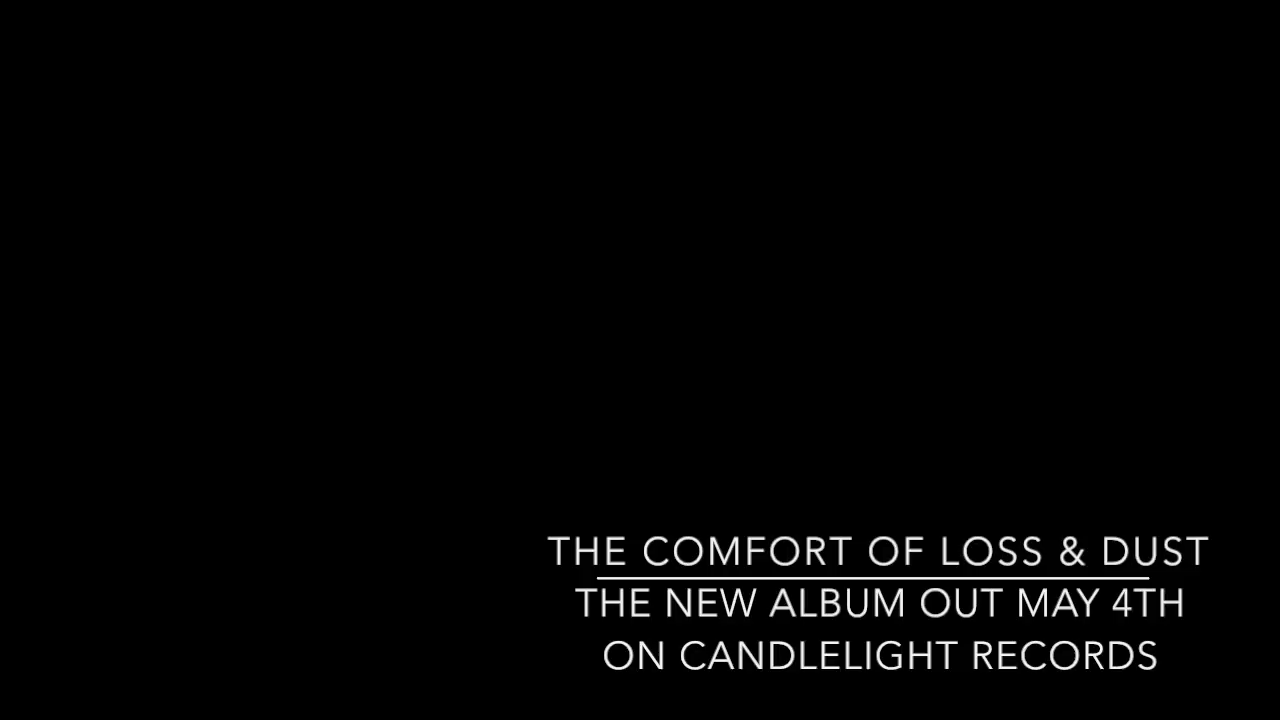 THE COMFORT OF LOSS & DUST
THE NEW ALBUM OUT MAY 4TH
ON CANDLELIGHT RECORDS